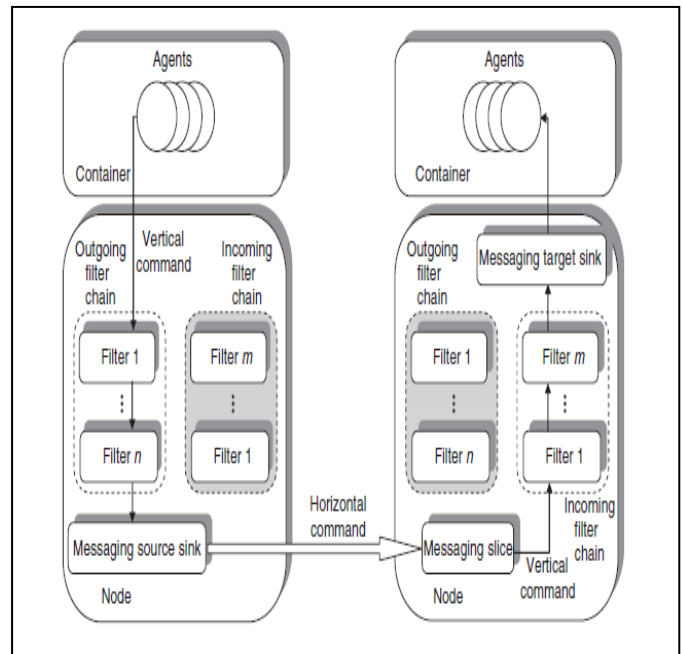 Agents
Container
Outgoing
filter
chain
Vertical
command
Incoming
filter
chain
Filter 1
⋮
Filter n
Filter m
⋮
Filter 1
Messaging source sink
Node
Horizontal
command
Agents
Container
Outgoing
filter
chain
Messaging target sink
Filter 1
⋮
Filter n
Filter m
⋮
Filter 1
Incoming
filter
chain
Messaging slice
Vertical
command
Node